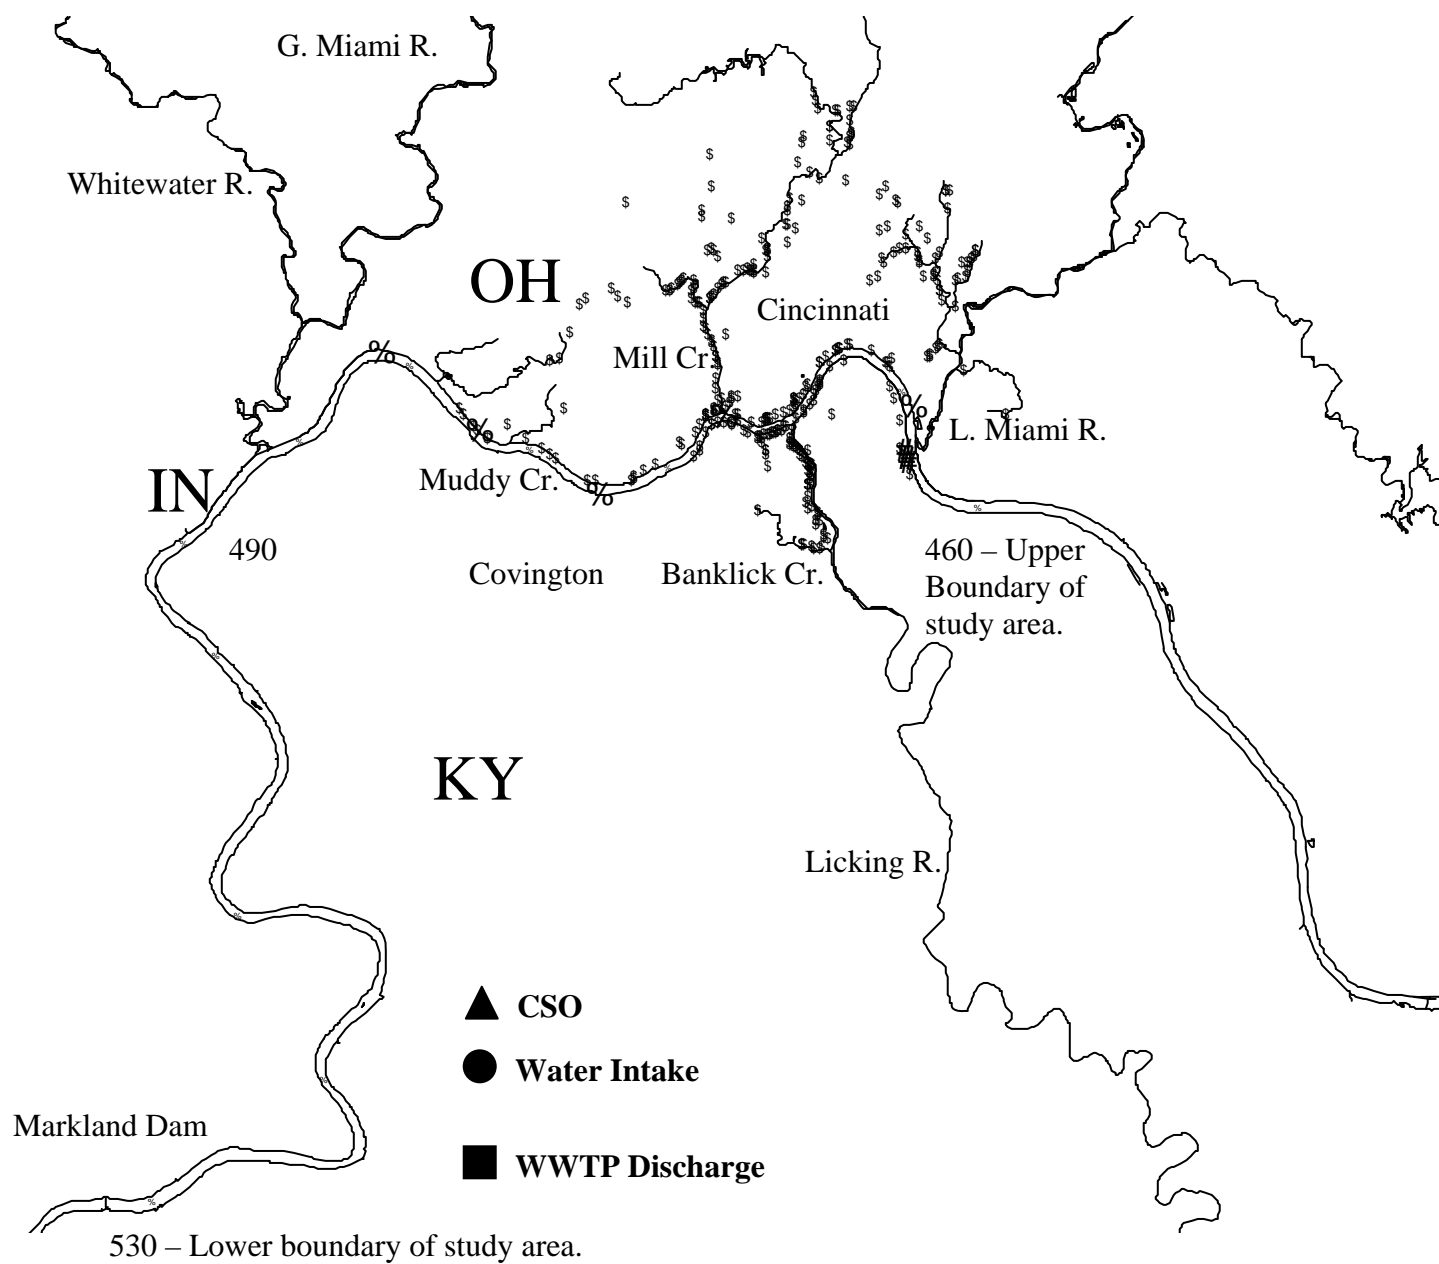 G. Miami R.
Whitewater R.
OH
Cincinnati
Mill Cr.
L. Miami R.
IN
Muddy Cr.
490
Covington
Banklick Cr.
460 – Upper
Boundary of
study area.
KY
Licking R.
CSO
Water Intake
Markland Dam
WWTP Discharge
530 – Lower boundary of study area.